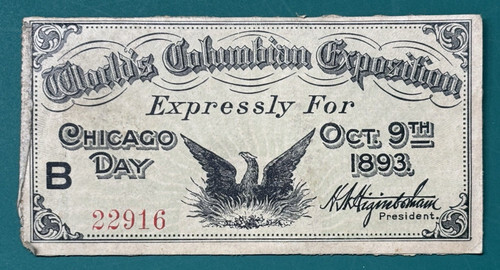 World's Columbian Exposition
Expressly For
Chicago Day
Oct. 9th 1893.
B
22916
H. N. Higinbotham
President.